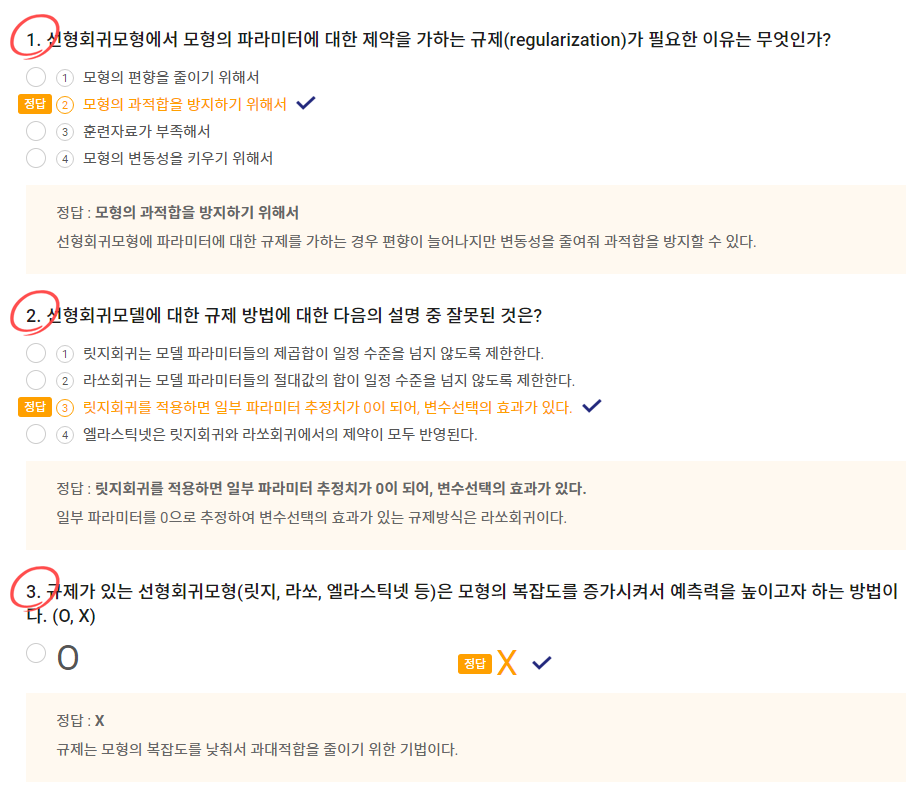 1. 선형회귀모형에서 모형의 파라미터에 대한 제약을 가하는 규제(regularization)가 필요한 이유는 무엇인가?
1 모형의 편향을 줄이기 위해서
정답 2 모형의 과적합을 방지하기 위해서
3 훈련자료가 부족해서
4 모형의 변동성을 키우기 위해서
정답 : 모형의 과적합을 방지하기 위해서
선형회귀모형에 파라미터에 대한 규제를 가하는 경우 편향이 늘어나지만 변동성을 줄여줘 과적합을 방지할 수 있다.
2. 선형회귀모델에 대한 규제 방법에 대한 다음의 설명 중 잘못된 것은?
1 릿지회귀는 모델 파라미터들의 제곱합이 일정 수준을 넘지 않도록 제한한다.
2 라쏘회귀는 모델 파라미터들의 절대값의 합이 일정 수준을 넘지 않도록 제한한다.
정답 3 릿지회귀를 적용하면 일부 파라미터 추정치가 0이 되어, 변수선택의 효과가 있다.
4 엘라스틱넷은 릿지회귀와 라쏘회귀에서의 제약이 모두 반영된다.
정답 : 릿지회귀를 적용하면 일부 파라미터 추정치가 0이 되어, 변수선택의 효과가 있다.
일부 파라미터를 0으로 추정하여 변수선택의 효과가 있는 규제방식은 라쏘회귀이다.
3. 규제가 있는 선형회귀모형(릿지, 라쏘, 엘라스틱넷 등)은 모형의 복잡도를 증가시켜서 예측력을 높이고자 하는 방법이
다. (O, X)
O 정답 X
정답 : X
규제는 모형의 복잡도를 낮춰서 과대적합을 줄이기 위한 기법이다.